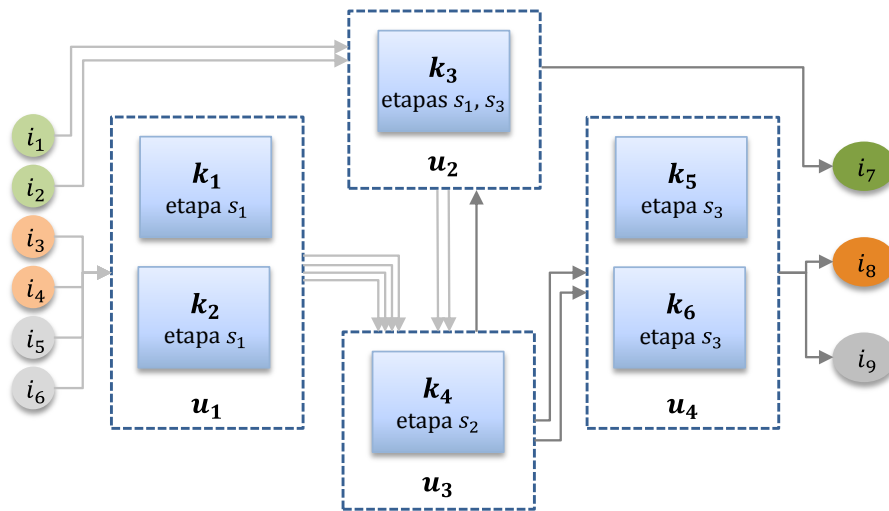 i₁
i₂
i₃
i₄
i₅
i₆
k₁
etapa s₁
k₂
etapa s₁
u₁
k₃
etapas s₁, s₃
u₂
k₄
etapa s₂
u₃
k₅
etapa s₃
k₆
etapa s₃
u₄
i₇
i₈
i₉